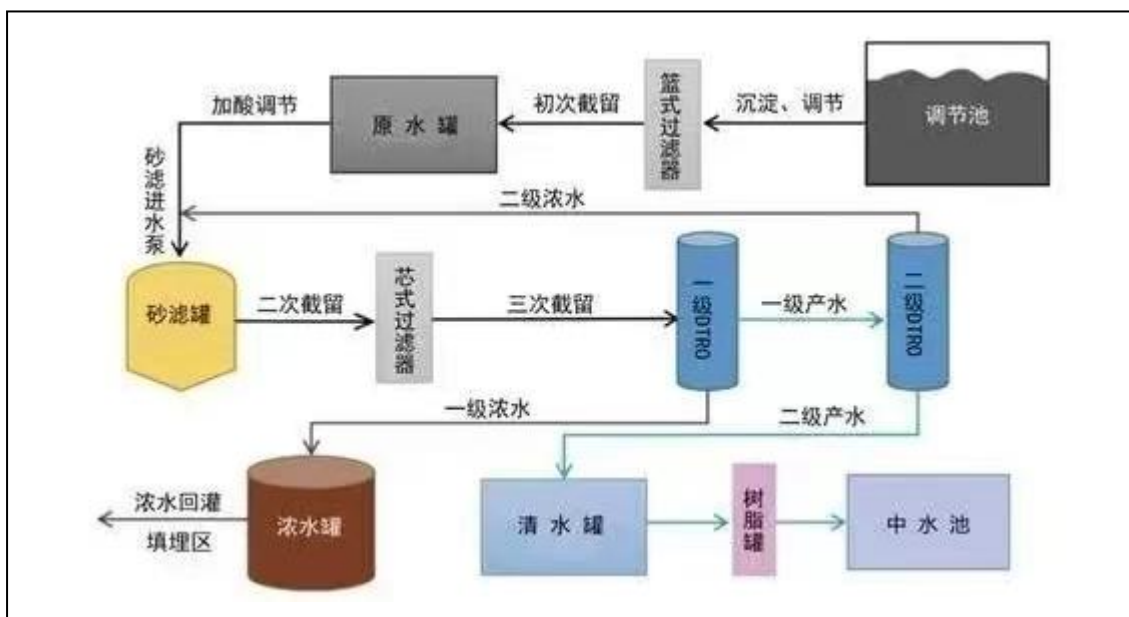 加酸调节
原水罐
初次截留
篮式过滤器
沉淀、调节
调节池
砂滤进水泵
二级浓水
砂滤罐
二次截留
芯式过滤器
三次截留
一级DTRO
一级产水
二级DTRO
一级浓水
二级产水
浓水回灌
填埋区
浓水罐
清水罐
树脂罐
中水池